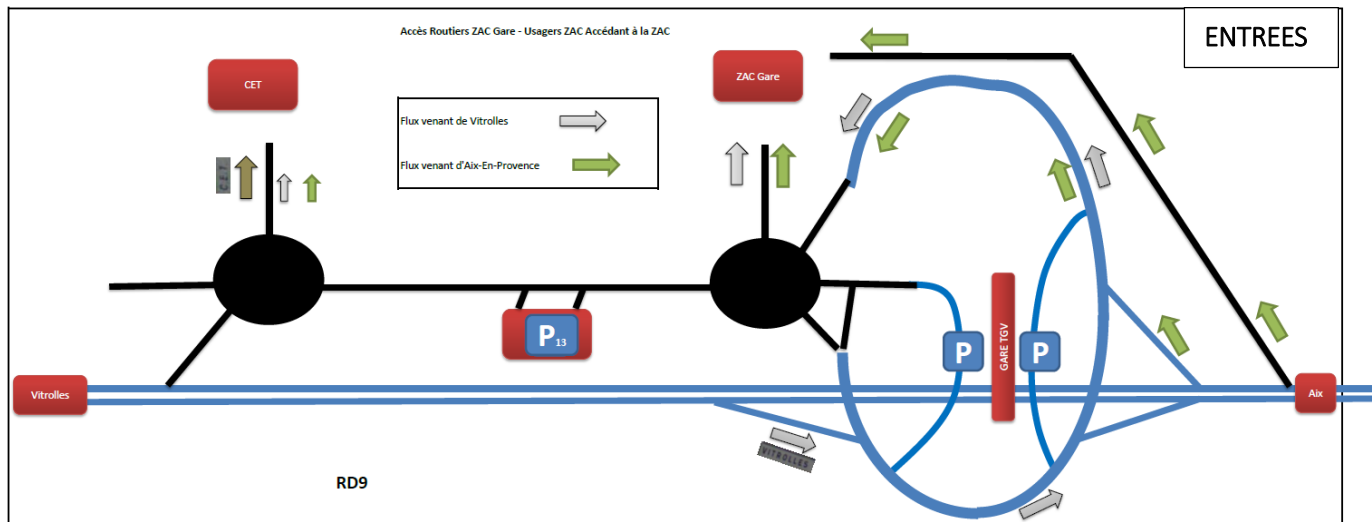 Accès Routiers ZAC Gare - Usagers ZAC Accédant à la ZAC
ENTREES
CET
ZAC Gare
Flux venant de Vitrolles
Flux venant d'Aix-En-Provence
CET
P13
P
GARE TGV
P
Vitrolles
Aix
VITROLLES
RD9